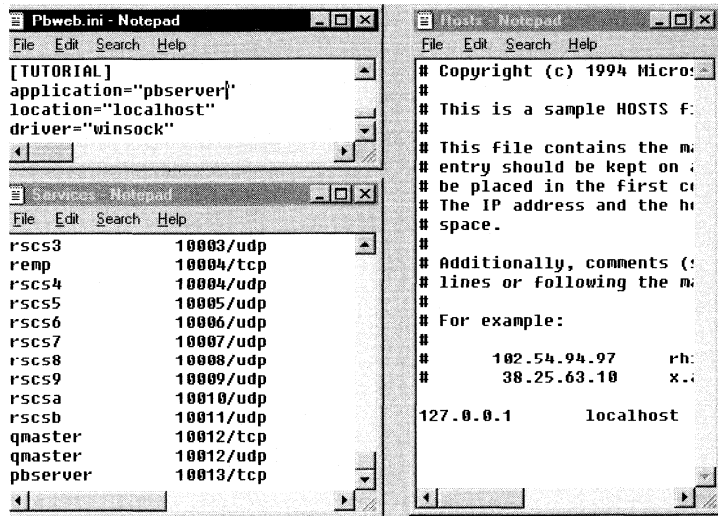 Pbweb.ini - Notepad
File Edit Search Help
[TUTORIAL]
application="pbserver"
location="localhost"
driver="winsock"
Services - Notepad
File Edit Search Help
rscs3 10003/udp
remp 10004/tcp
rscs4 10004/udp
rscs5 10005/udp
rscs6 10006/udp
rscs7 10007/udp
rscs8 10008/udp
rscs9 10009/udp
rscsa 10010/udp
rscsb 10011/udp
qmaster 10012/tcp
qmaster 10012/udp
pbserver 10013/tcp
Hosts - Notepad
File Edit Search Help
# Copyright (c) 1994 Micros
#
# This is a sample HOSTS f
#
# This file contains the ma
# entry should be kept on
# be placed in the first co
# The IP address and the ho
# space.
#
# Additionally, comments (s
# lines or following the ma
#
# For example:
#
# 102.54.94.97 rh
# 38.25.63.10 x.
127.0.0.1 localhost